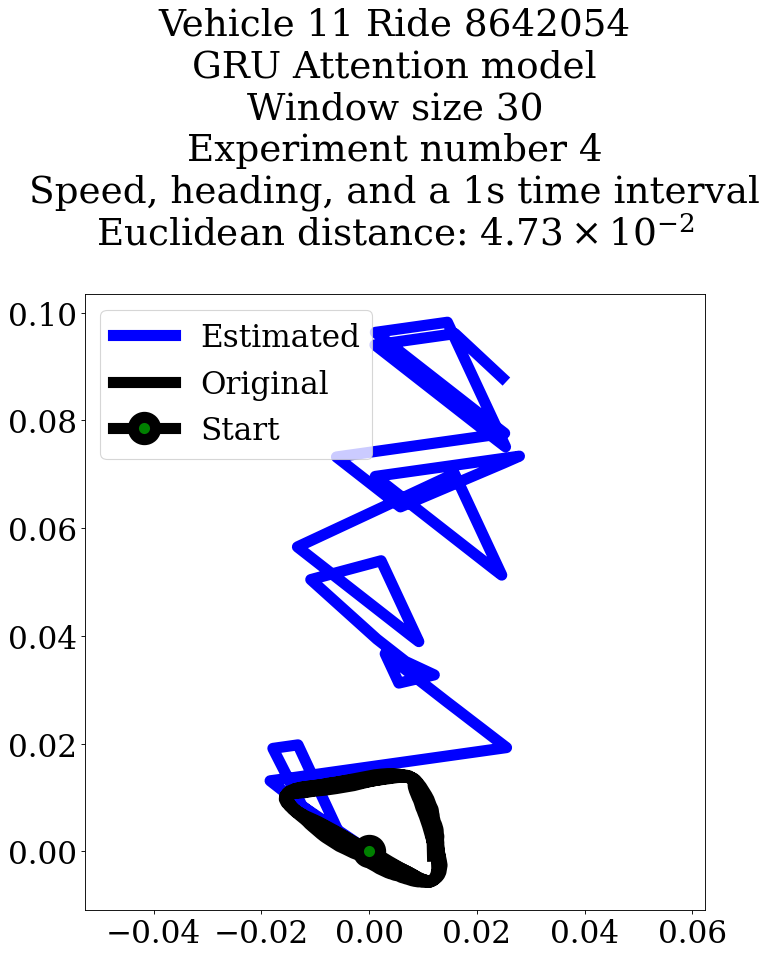 Vehicle 11 Ride 8642054
GRU Attention model
Window size 30
Experiment number 4
Speed, heading, and a 1s time interval
Euclidean distance: 4.73 × 10⁻²
Estimated
Original
Start
0.10
0.08
0.06
0.04
0.02
0.00
−0.04 −0.02 0.00 0.02 0.04 0.06